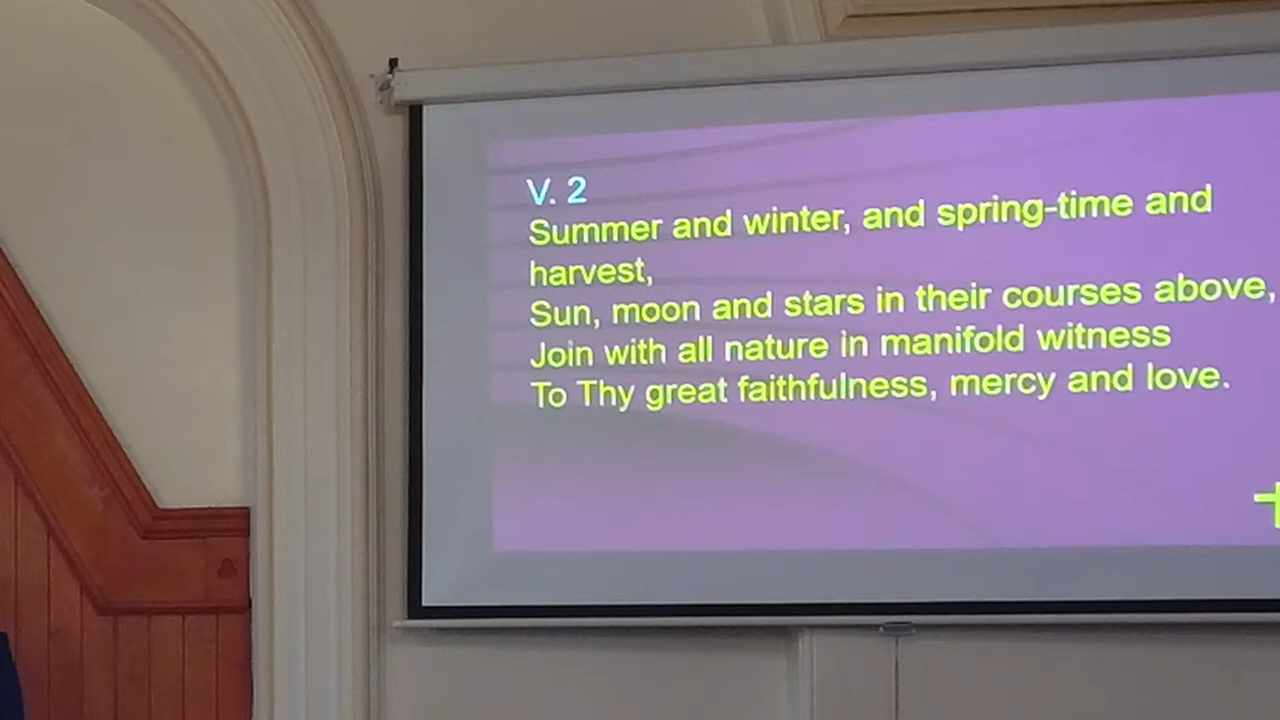 V. 2
Summer and winter, and spring-time and
harvest,
Sun, moon and stars in their courses above,
Join with all nature in manifold witness
To Thy great faithfulness, mercy and love.